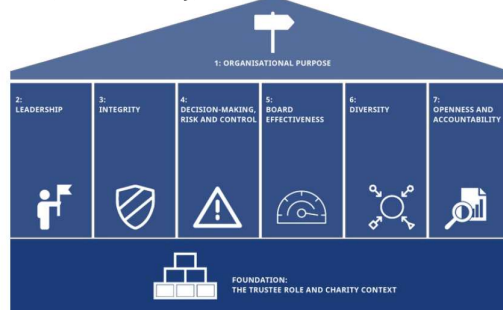 1: ORGANISATIONAL PURPOSE
2:
LEADERSHIP
3:
INTEGRITY
4:
DECISION-MAKING,
RISK AND CONTROL
5:
BOARD
EFFECTIVENESS
6:
DIVERSITY
7:
OPENNESS AND
ACCOUNTABILITY
FOUNDATION:
THE TRUSTEE ROLE AND CHARITY CONTEXT